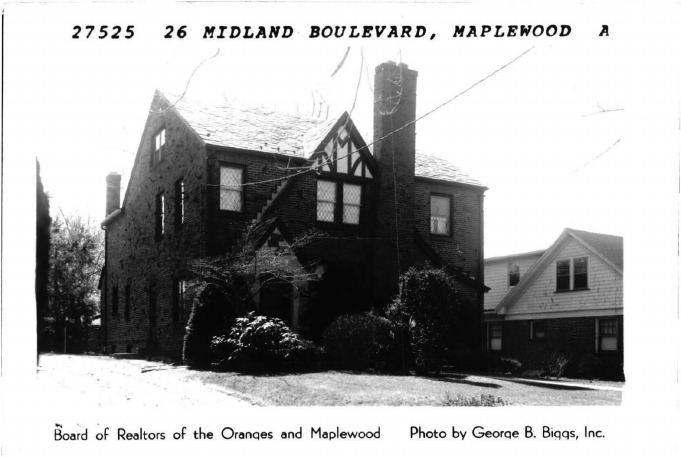 27525 26 MIDLAND BOULEVARD, MAPLEWOOD A
Board of Realtors of the Oranges and Maplewood Photo by George B. Biggs, Inc.